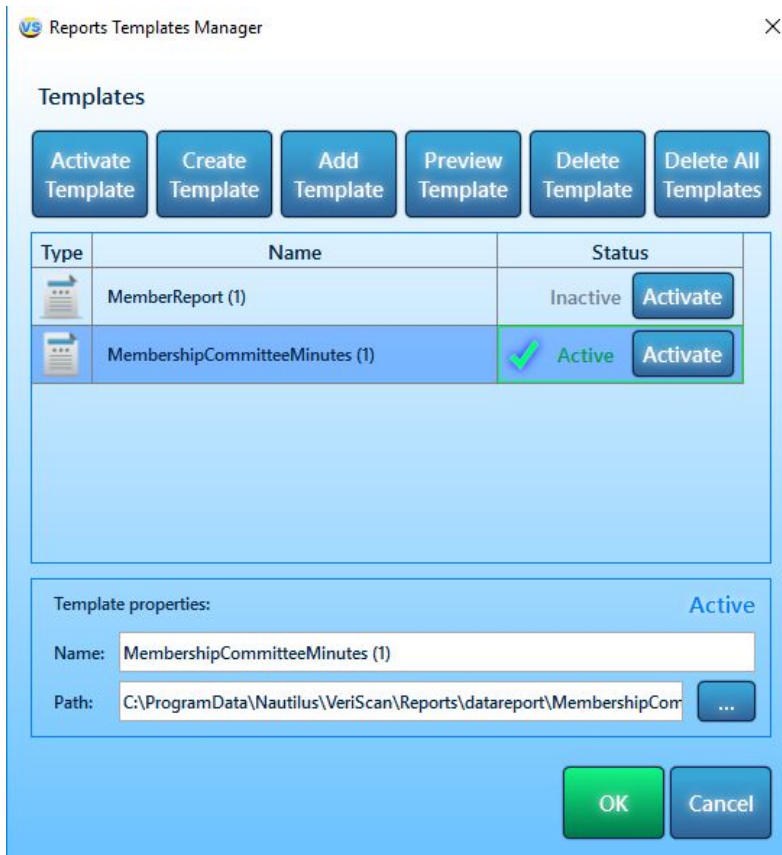 VS Reports Templates Manager
Templates
Activate Template
Create Template
Add Template
Preview Template
Delete Template
Delete All Templates
Type Name Status
MemberReport (1) Inactive Activate
MembershipCommitteeMinutes (1) Active Activate
Template properties: Active
Name: MembershipCommitteeMinutes (1)
Path: C:\ProgramData\Nautilus\VeriScan\Reports\datareport\MembershipCom ...
OK Cancel